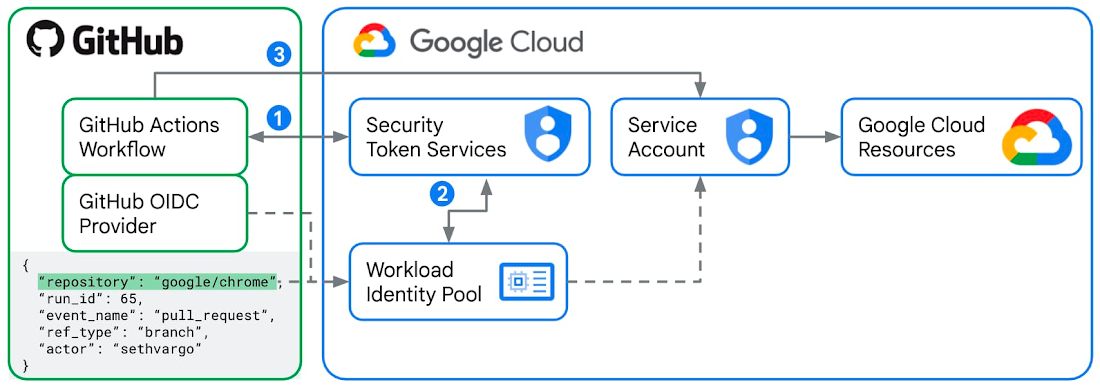 GitHub
Google Cloud
3
GitHub Actions
Workflow
1
Security
Token Services
Service
Account
Google Cloud
Resources
GitHub OIDC
Provider
2
Workload
Identity Pool
{
“repository”: “google/chrome”,
“run_id”: 65,
“event_name”: “pull_request”,
“ref_type”: “branch”,
“actor”: “sethvargo”
}